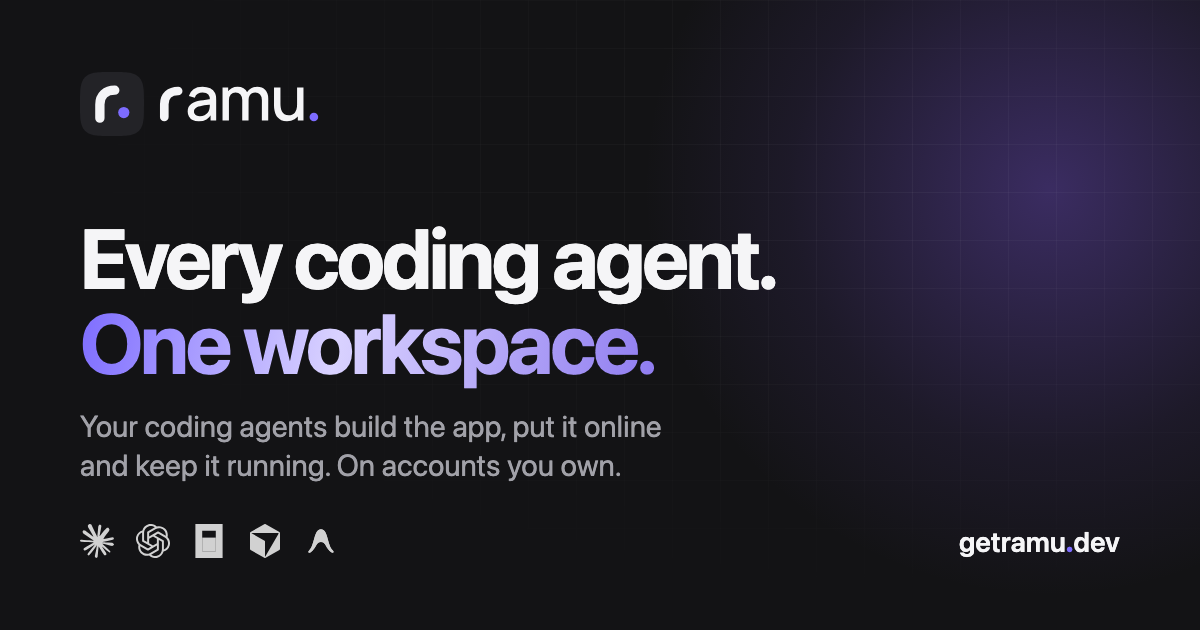 r.
ramu.
Every coding agent.
One workspace.
Your coding agents build the app, put it online
and keep it running. On accounts you own.
getramu.dev